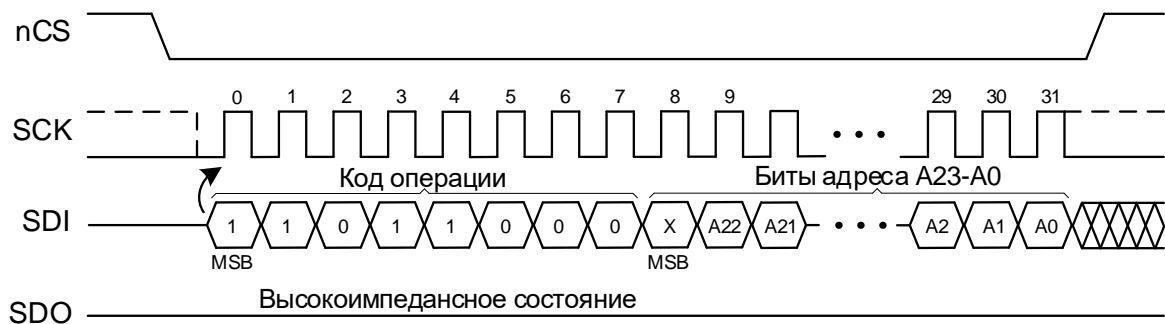 nCS
0 1 2 3 4 5 6 7 8 9 29 30 31
SCK
• • •
Код операции Биты адреса A23-A0
SDI 1 1 0 1 1 0 0 0 X A22 A21 • • • A2 A1 A0
MSB MSB
Высокоимпедансное состояние
SDO